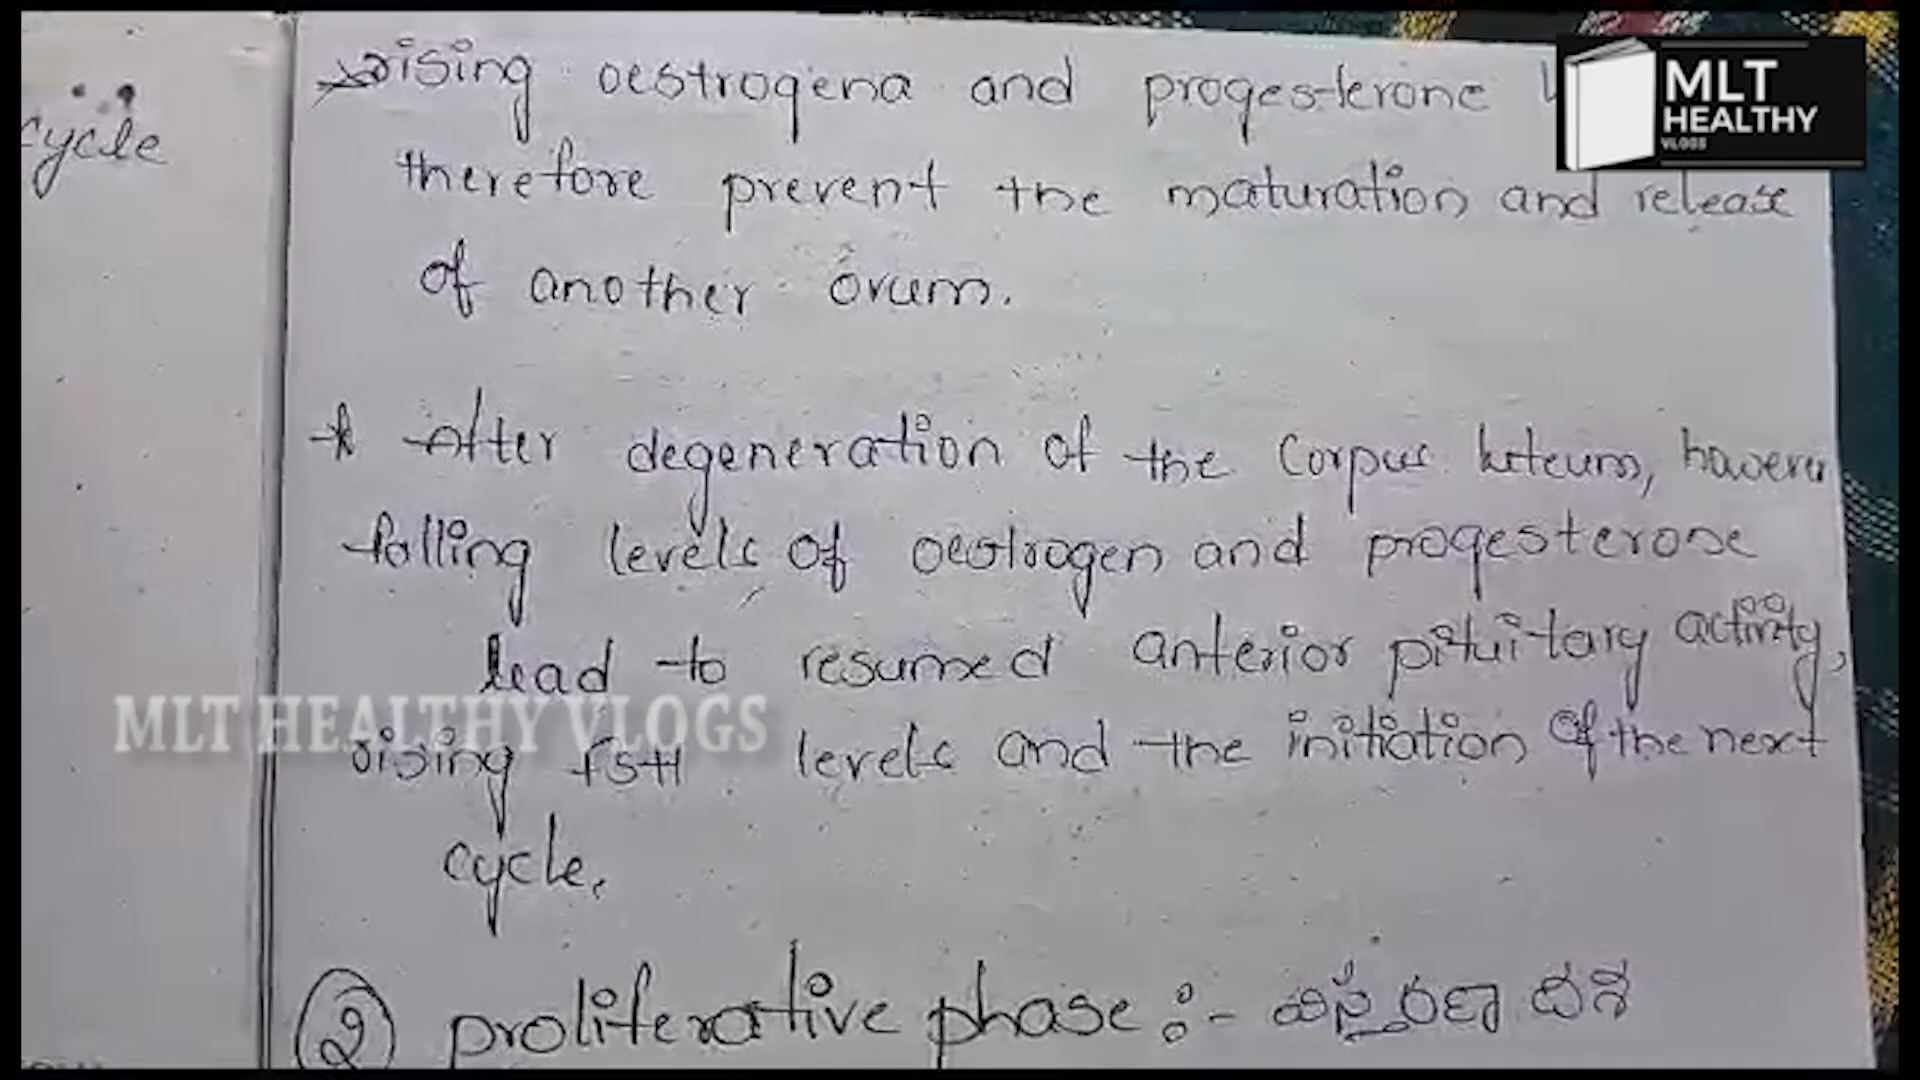 cycle
rising oestrogena and progesterone
therefore prevent the maturation and release
of another ovum.
* After degeneration of the Corpus luteum, however
falling levels of oestrogen and progesterone
lead to resumed anterior pituitary activity,
rising FSH levels and the initiation of the next
cycle.
② proliferative phase :- విస్తరణా దశ
MLT
HEALTHY
VLOGS
MLT HEALTHY VLOGS